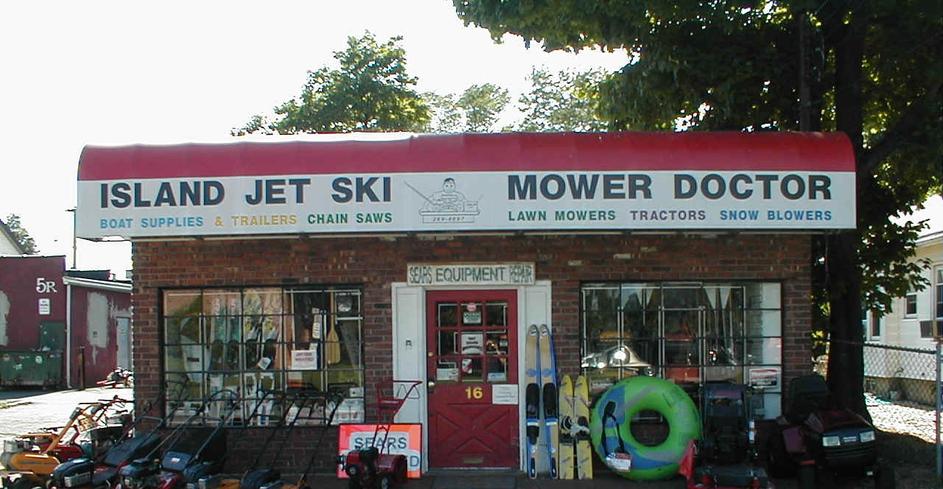 ISLAND JET SKI
BOAT SUPPLIES & TRAILERS CHAIN SAWS
MOWER DOCTOR
LAWN MOWERS TRACTORS SNOW BLOWERS
SEARS EQUIPMENT REPAIR
5R
16
SEARS